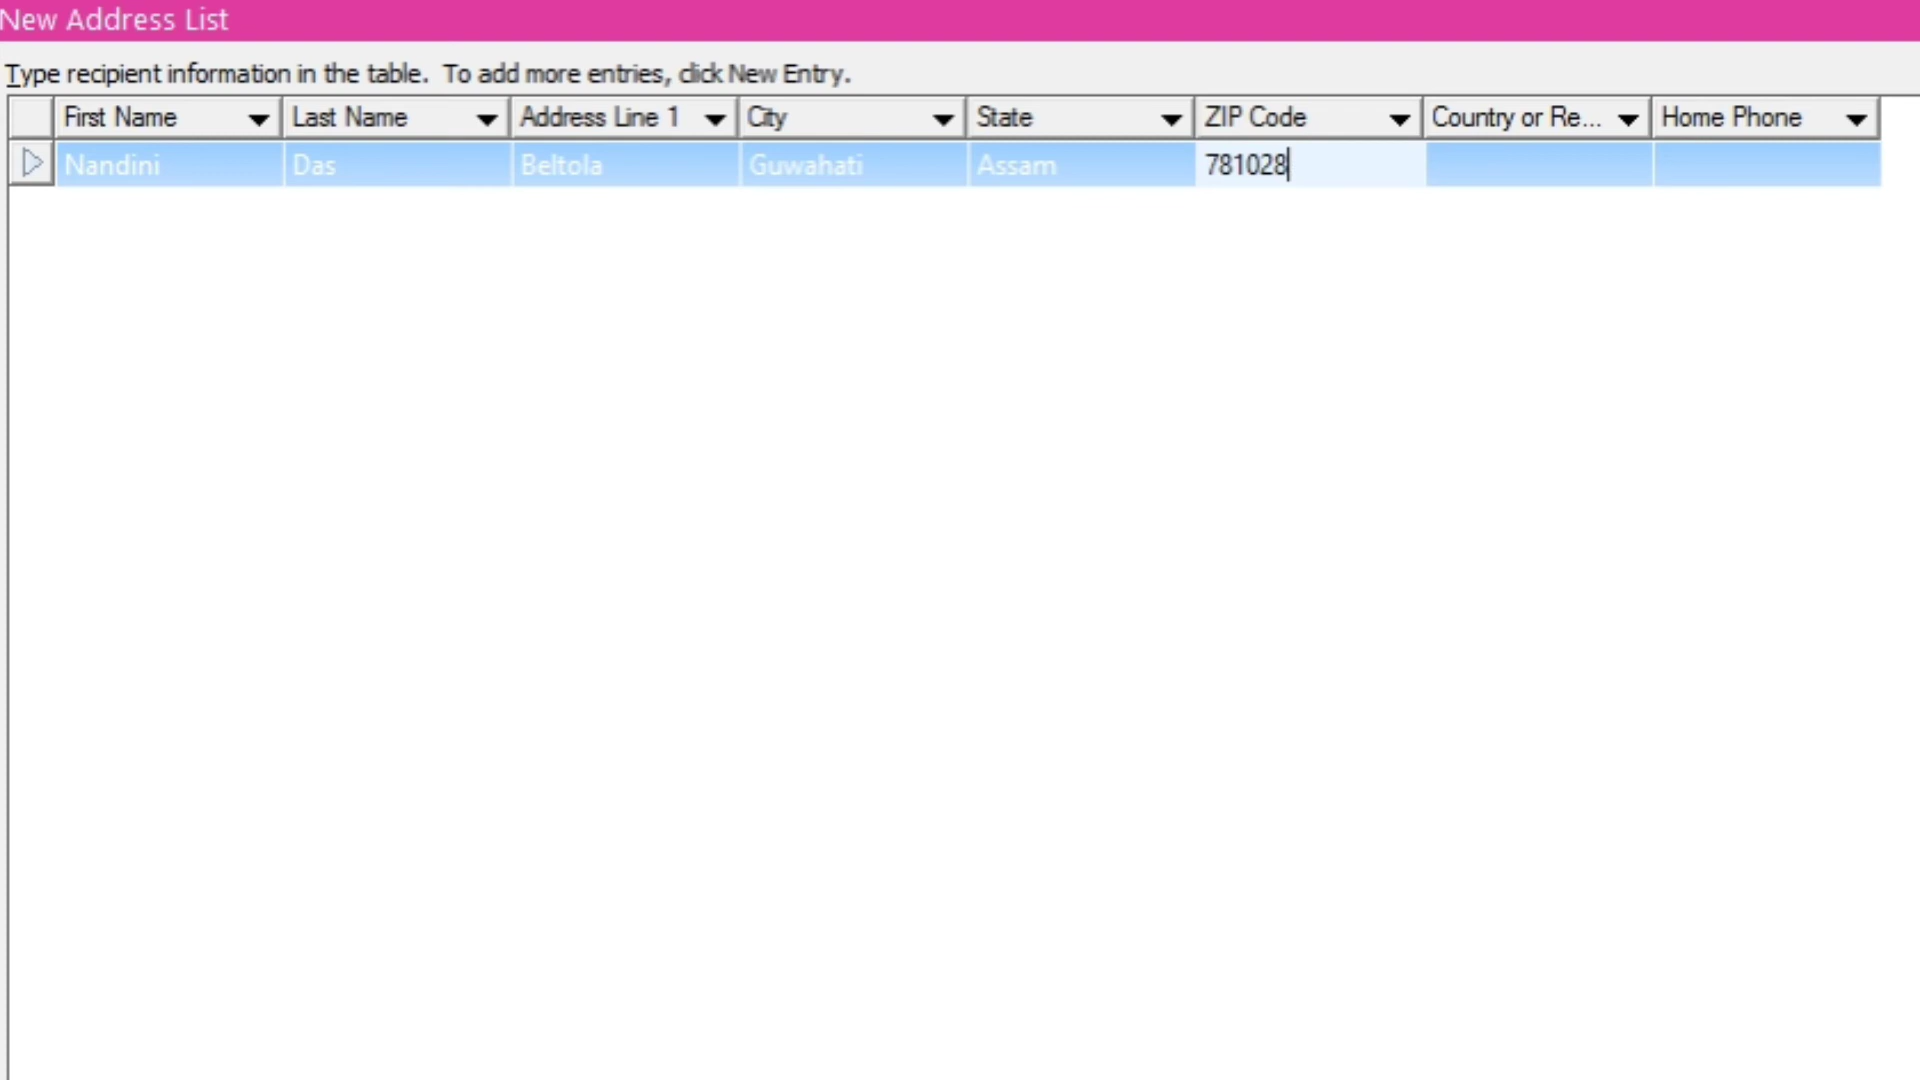 New Address List
Type recipient information in the table. To add more entries, click New Entry.
First Name Last Name Address Line 1 City State ZIP Code Country or Re... Home Phone
Nandini Das Beltola Guwahati Assam 781028